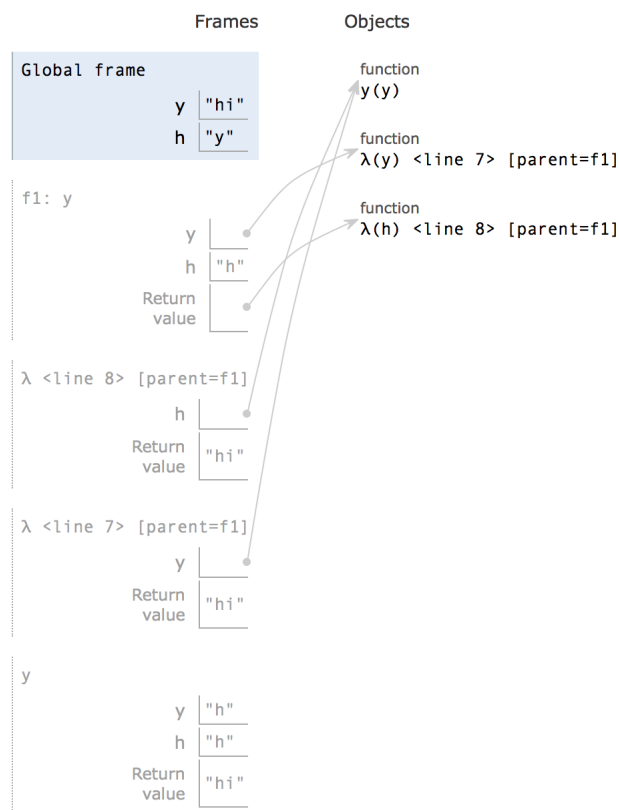 Frames Objects
Global frame
y "hi"
h "y"
function
y(y)
function
λ(y) <line 7> [parent=f1]
function
λ(h) <line 8> [parent=f1]
f1: y
y
h "h"
Return
value
λ <line 8> [parent=f1]
h
Return
value "hi"
λ <line 7> [parent=f1]
y
Return
value "hi"
y
y "h"
h "h"
Return
value "hi"